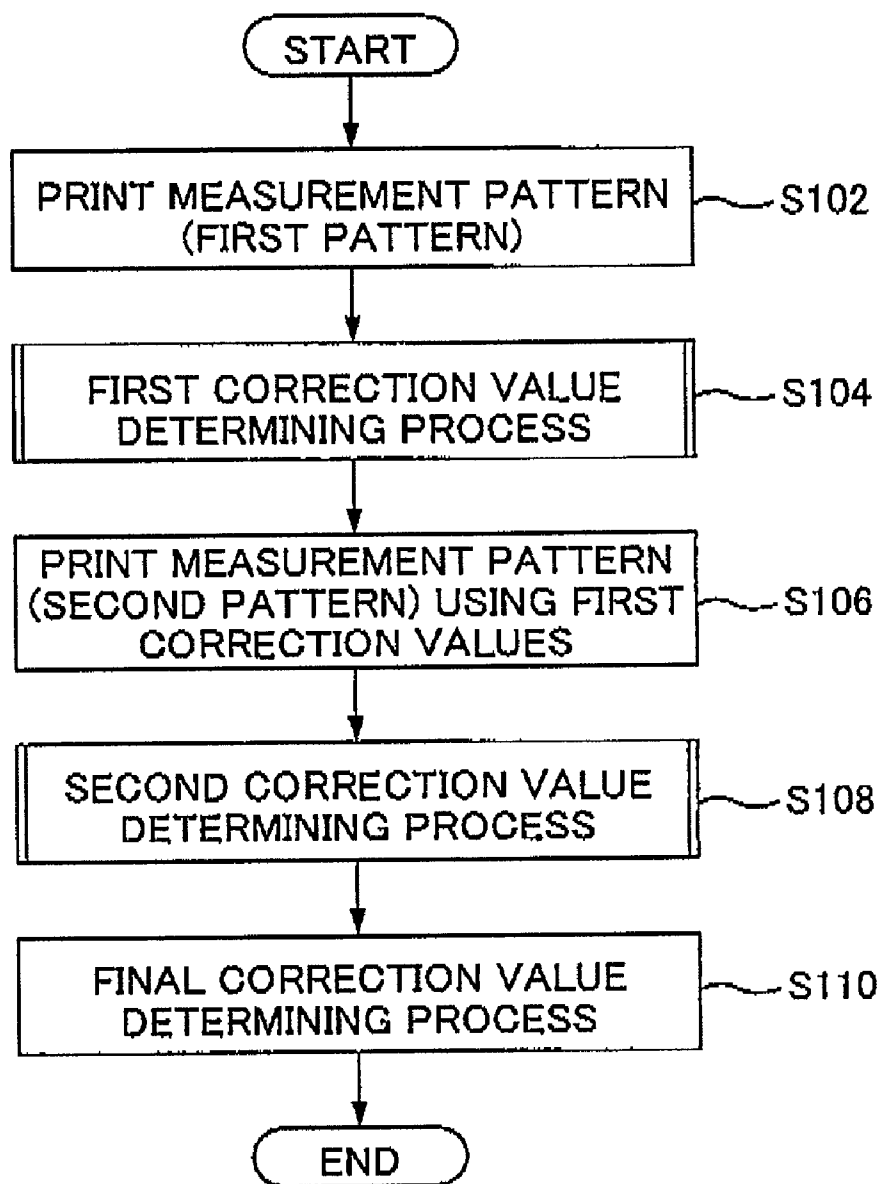 START
PRINT MEASUREMENT PATTERN
(FIRST PATTERN)
S102
FIRST CORRECTION VALUE
DETERMINING PROCESS
S104
PRINT MEASUREMENT PATTERN
(SECOND PATTERN) USING FIRST
CORRECTION VALUES
S106
SECOND CORRECTION VALUE
DETERMINING PROCESS
S108
FINAL CORRECTION VALUE
DETERMINING PROCESS
S110
END